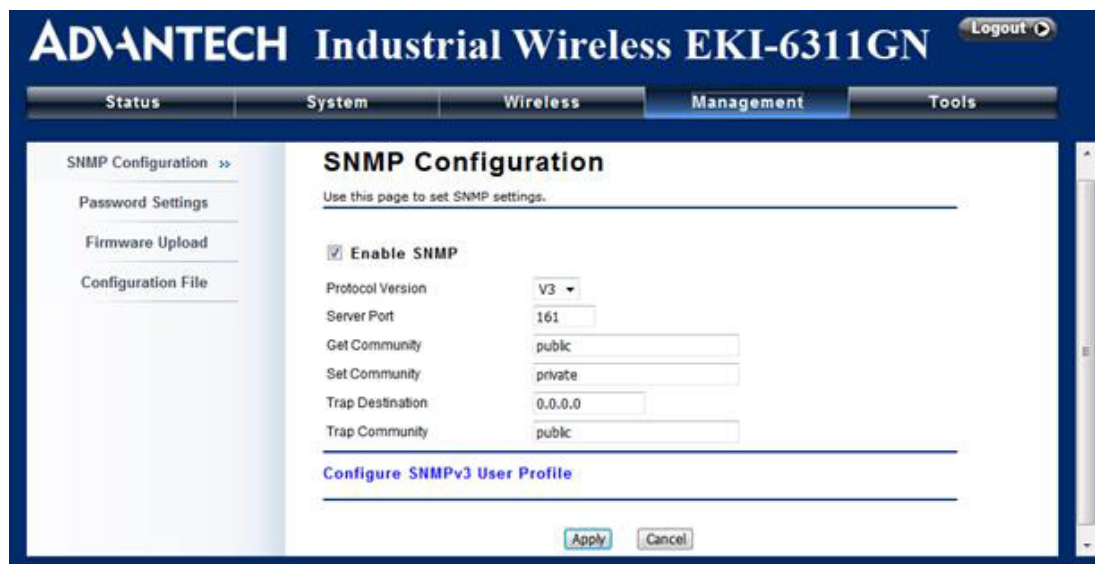 ADVANTECH Industrial Wireless EKI-6311GN Logout
Status System Wireless Management Tools
SNMP Configuration »
Password Settings
Firmware Upload
Configuration File
SNMP Configuration
Use this page to set SNMP settings.
Enable SNMP
Protocol Version V3
Server Port 161
Get Community public
Set Community private
Trap Destination 0.0.0.0
Trap Community public
Configure SNMPv3 User Profile
Apply Cancel